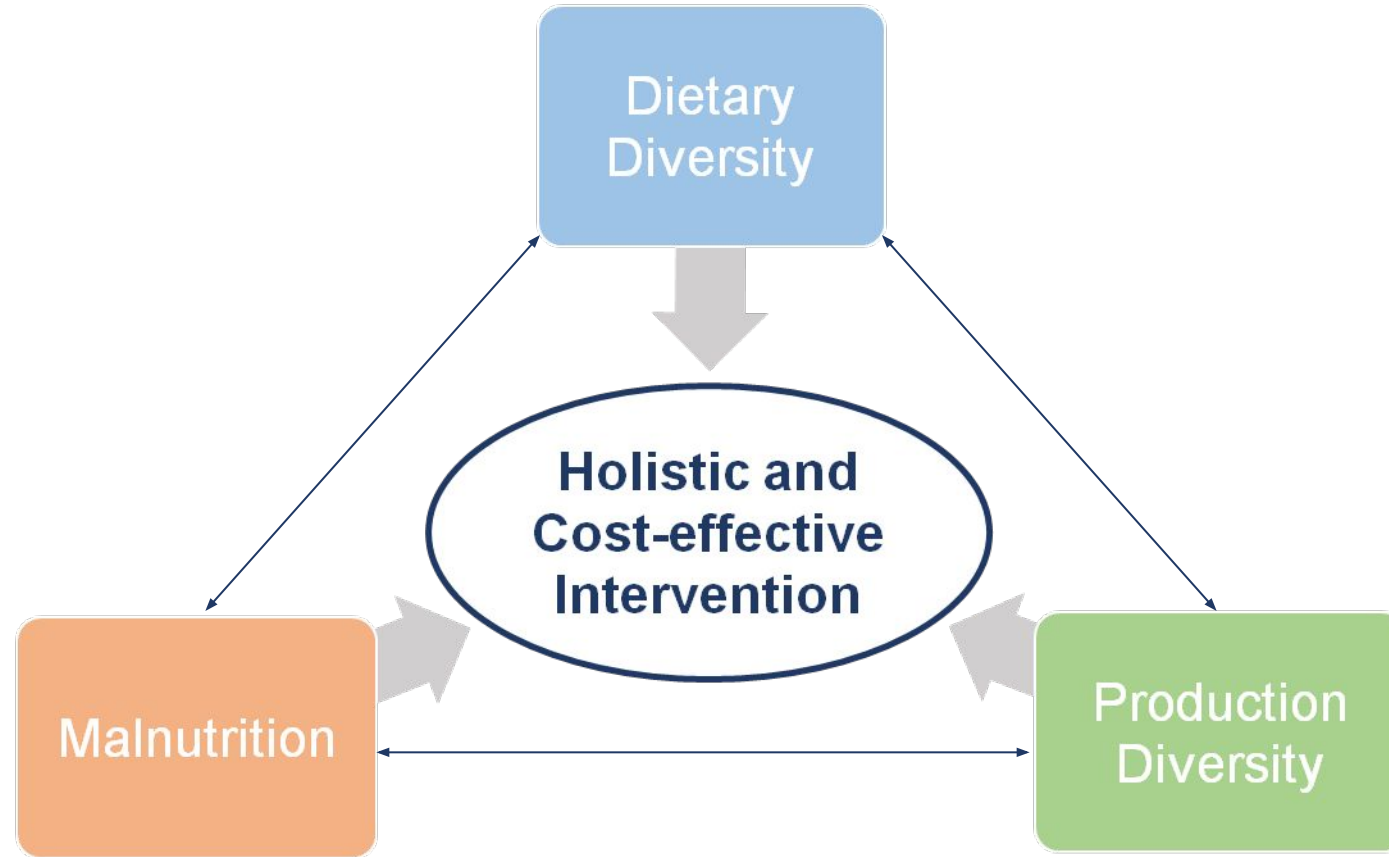 Dietary
Diversity
Holistic and
Cost-effective
Intervention
Malnutrition
Production
Diversity